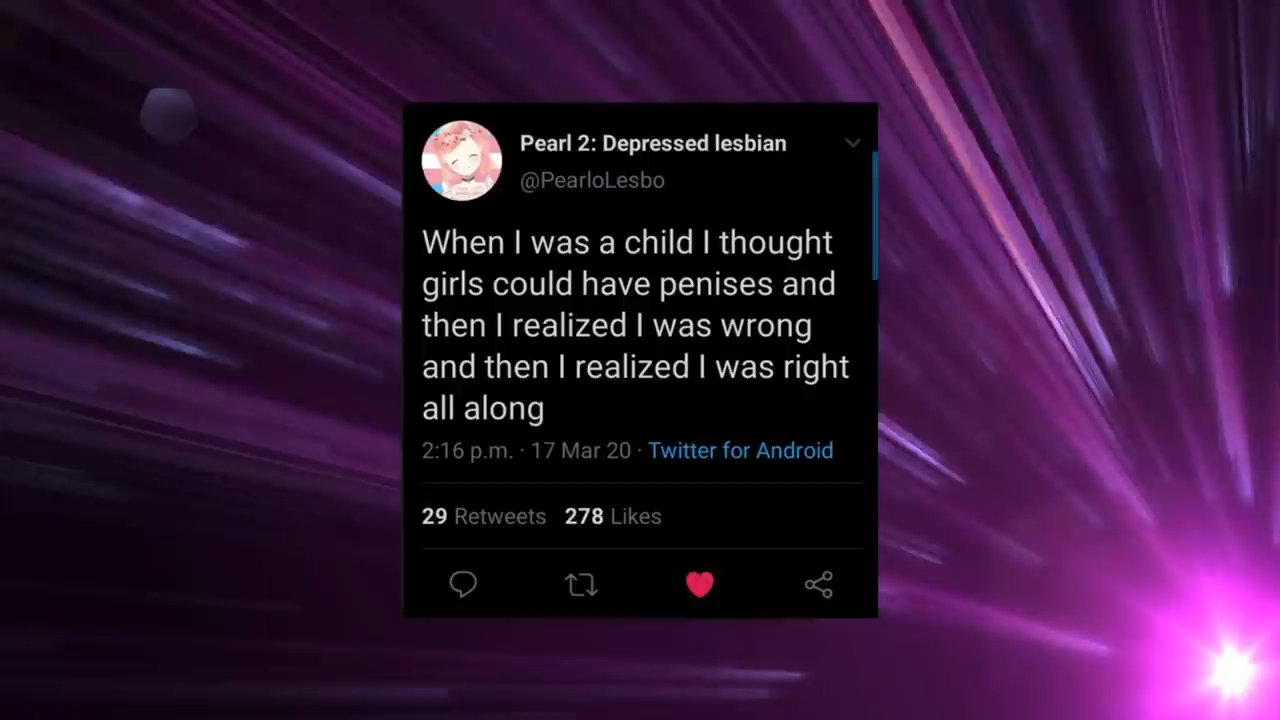 Pearl 2: Depressed lesbian
@PearloLesbo
When I was a child I thought
girls could have penises and
then I realized I was wrong
and then I realized I was right
all along
2:16 p.m. · 17 Mar 20 · Twitter for Android
29 Retweets 278 Likes